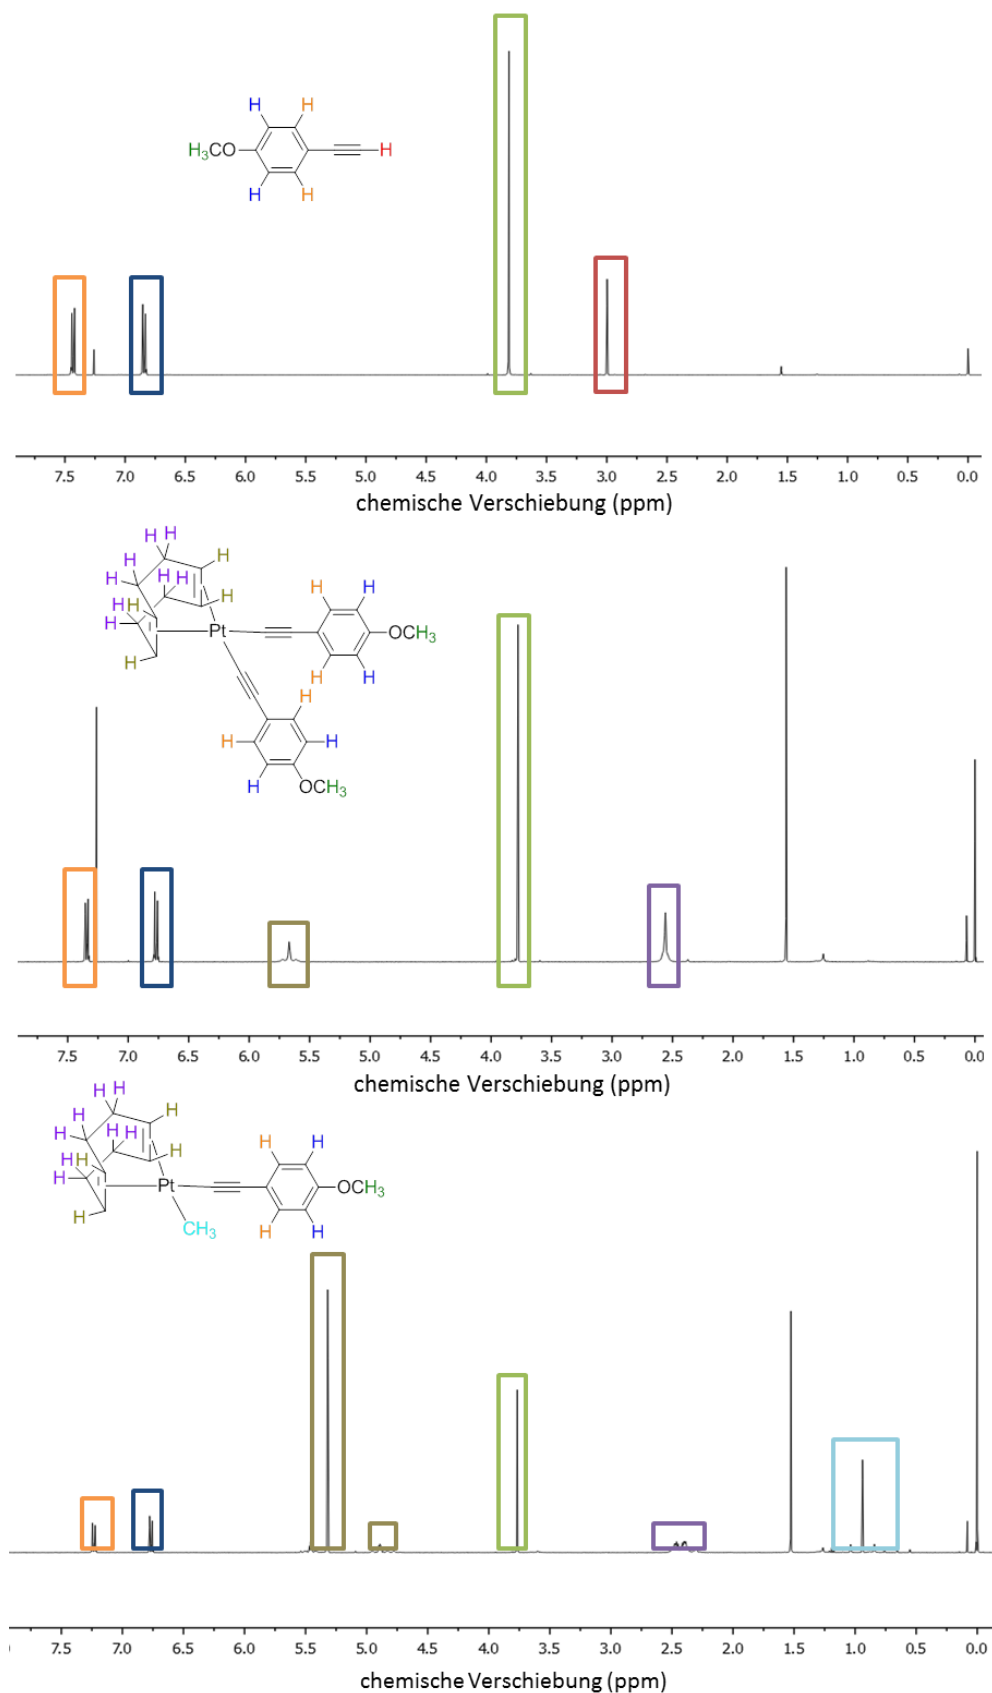 H H
H₃CO H
H H
7.5 7.0 6.5 6.0 5.5 5.0 4.5 4.0 3.5 3.0 2.5 2.0 1.5 1.0 0.5 0.0
chemische Verschiebung (ppm)
H H
H H
H H H H H
H H H
H Pt OCH₃
H H H
H
H H
H OCH₃
7.5 7.0 6.5 6.0 5.5 5.0 4.5 4.0 3.5 3.0 2.5 2.0 1.5 1.0 0.5 0.0
chemische Verschiebung (ppm)
H H H
H
H H H H H
H H
H Pt OCH₃
H H H
CH₃
7.5 7.0 6.5 6.0 5.5 5.0 4.5 4.0 3.5 3.0 2.5 2.0 1.5 1.0 0.5 0.0
chemische Verschiebung (ppm)